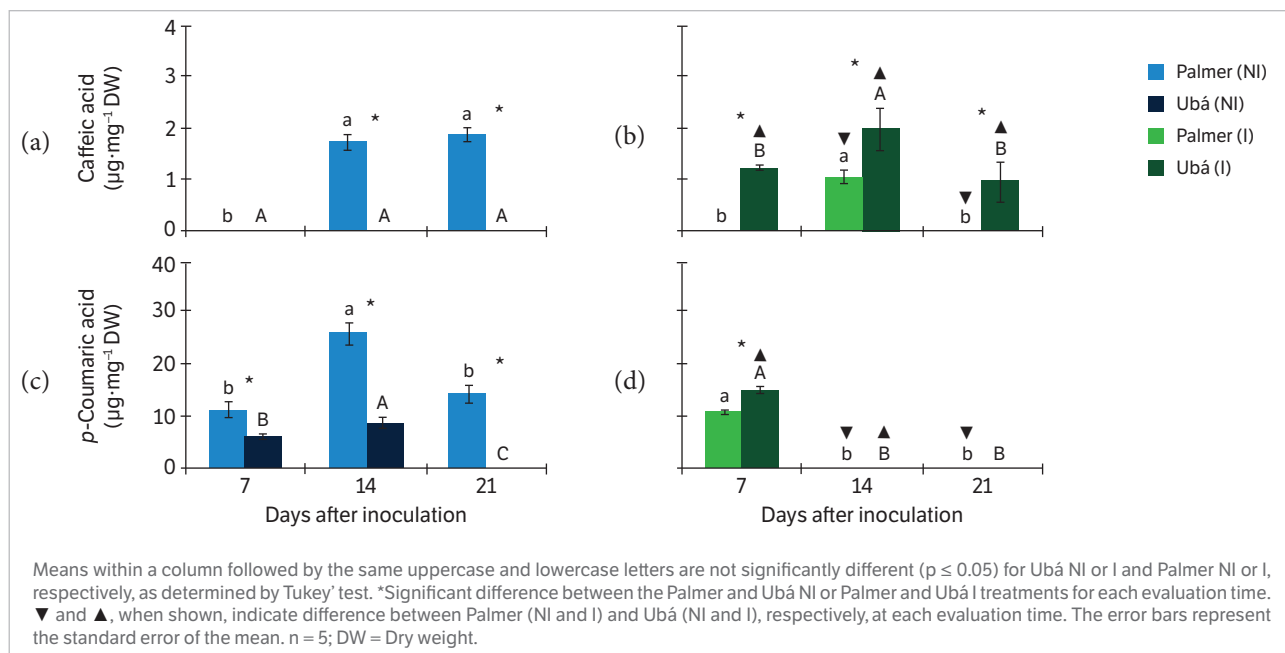 (a)
Caffeic acid
(µg·mg⁻¹ DW)
4
3
2
1
0
b A
a *
A
a *
A
(b)
b
* ▲
B
▼
a
* ▲
A
▼
b
* ▲
B
Palmer (NI)
Ubá (NI)
Palmer (I)
Ubá (I)
(c)
p-Coumaric acid
(µg·mg⁻¹ DW)
40
30
20
10
0
b *
B
a *
A
b *
C
7 14 21
Days after inoculation
(d)
a
* ▲
A
▼ ▲
b B
▼
b B
7 14 21
Days after inoculation
Means within a column followed by the same uppercase and lowercase letters are not significantly different (p ≤ 0.05) for Ubá NI or I and Palmer NI or I,
respectively, as determined by Tukey' test. *Significant difference between the Palmer and Ubá NI or Palmer and Ubá I treatments for each evaluation time.
▼ and ▲, when shown, indicate difference between Palmer (NI and I) and Ubá (NI and I), respectively, at each evaluation time. The error bars represent
the standard error of the mean. n = 5; DW = Dry weight.